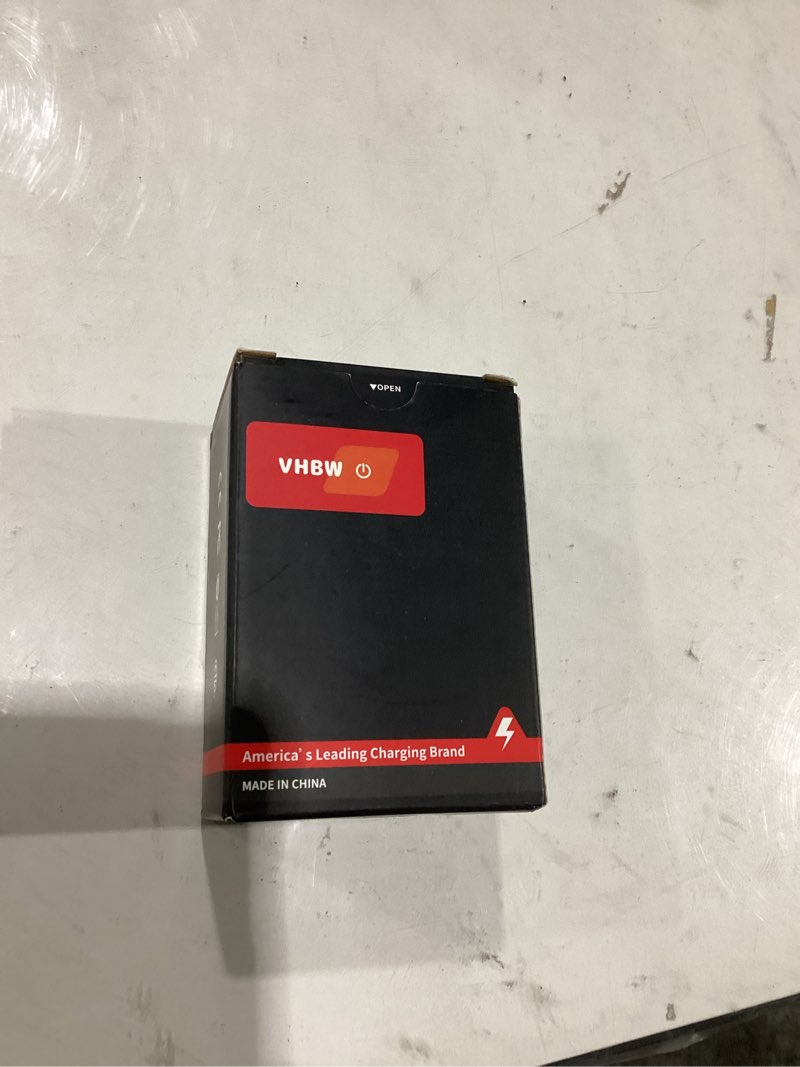 ▼OPEN
VHBW
America's Leading Charging Brand
MADE IN CHINA